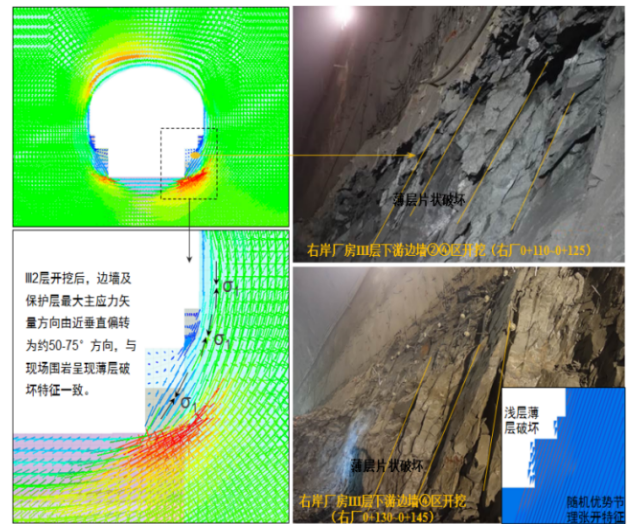 薄层片状破坏
右岸厂房Ⅲ层下游边墙②④区开挖(右厂0+110-0+125)
Ⅲ2层开挖后,边墙及
保护层最大主应力矢
量方向由近垂直偏转
为约50-75°方向,与
现场围岩呈现薄层破
坏特征一致。
σ1
σ1
σ1
薄层片状破坏
右岸厂房Ⅲ层下游边墙④区开挖
(右厂0+130-0+145)
浅层薄
层破坏
随机优势节
理张开特征